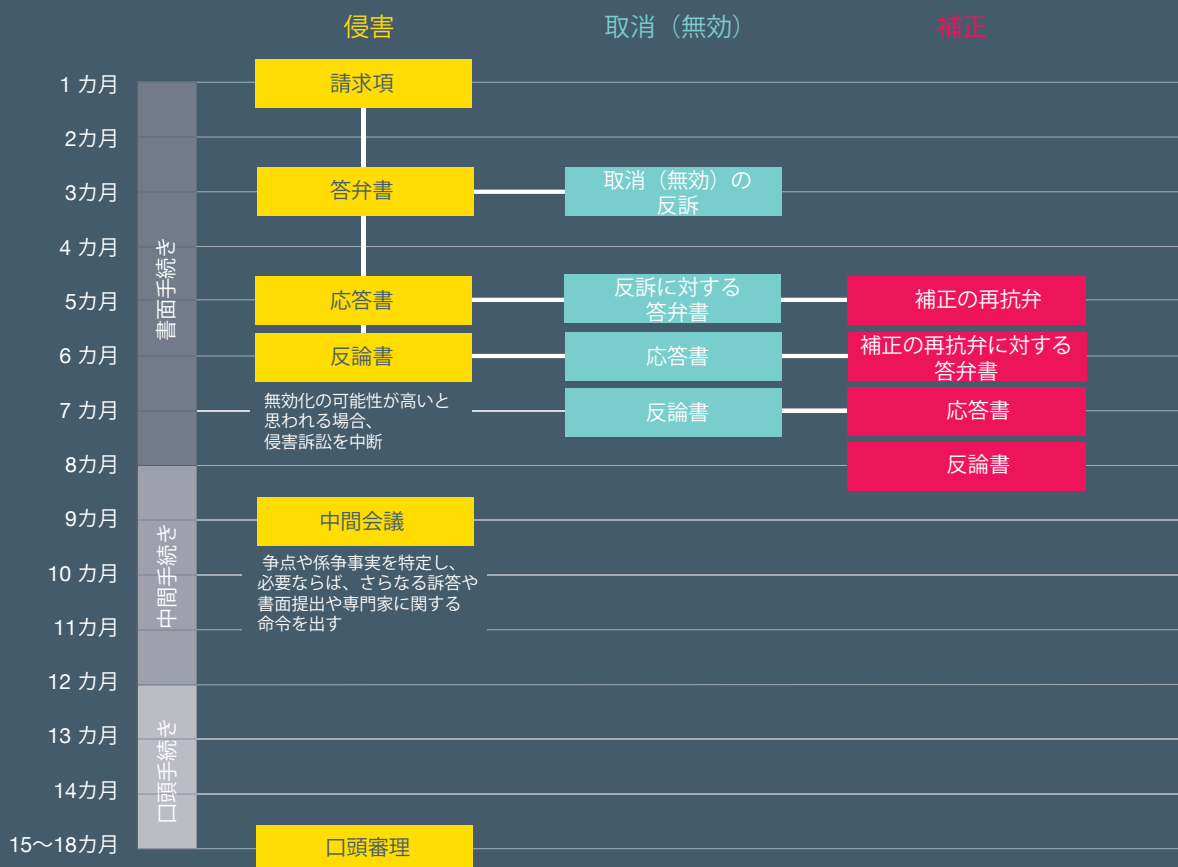 侵害
取消（無効）
補正
1 カ月
請求項
2カ月
3カ月
答弁書
取消（無効）の
反訴
4 カ月
書面手続き
5カ月
応答書
反訴に対する
答弁書
補正の再抗弁
6 カ月
反論書
応答書
補正の再抗弁に対する
答弁書
7 カ月
無効化の可能性が高いと
思われる場合、
侵害訴訟を中断
反論書
応答書
8カ月
反論書
9カ月
中間会議
中間手続き
10 カ月
争点や係争事実を特定し、
必要ならば、さらなる訴答や
書面提出や専門家に関する
命令を出す
11カ月
12 カ月
13 カ月
口頭手続き
14カ月
15〜18カ月
口頭審理